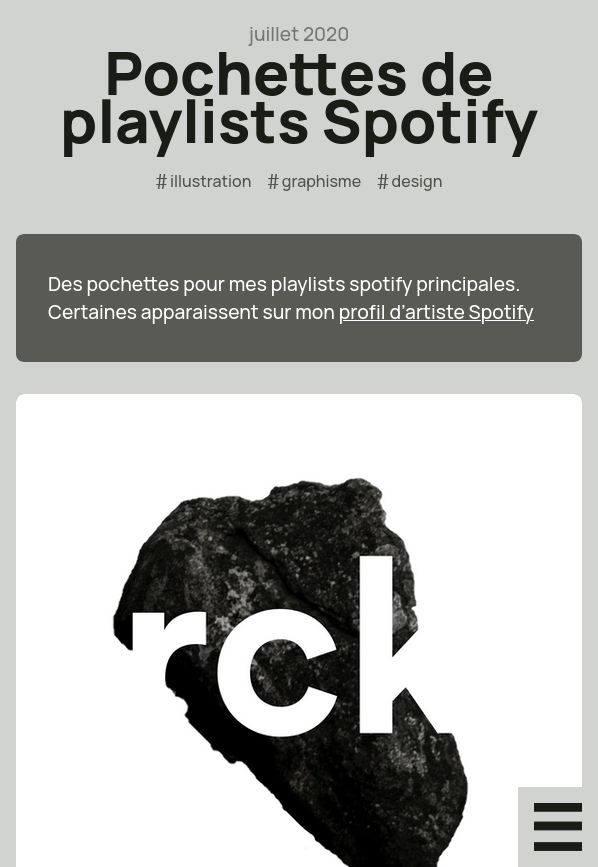 juillet 2020
Pochettes de
playlists Spotify
#illustration #graphisme #design
Des pochettes pour mes playlists spotify principales.
Certaines apparaissent sur mon profil d'artiste Spotify
rck